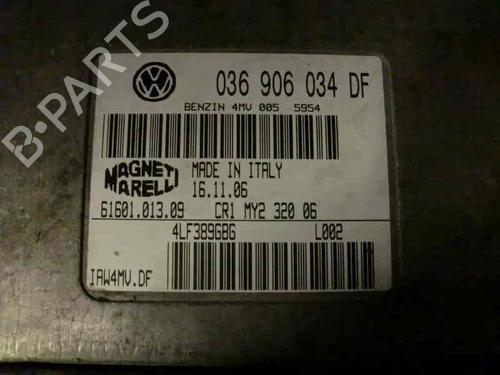 B-PARTS
036 906 034 DF
BENZIN 4MV 005 5954
MAGNETI MARELLI
MADE IN ITALY
16.11.06
61601.013.09 CR1 MY2 320 06
4LF389GBG L002
IAW4MV.DF